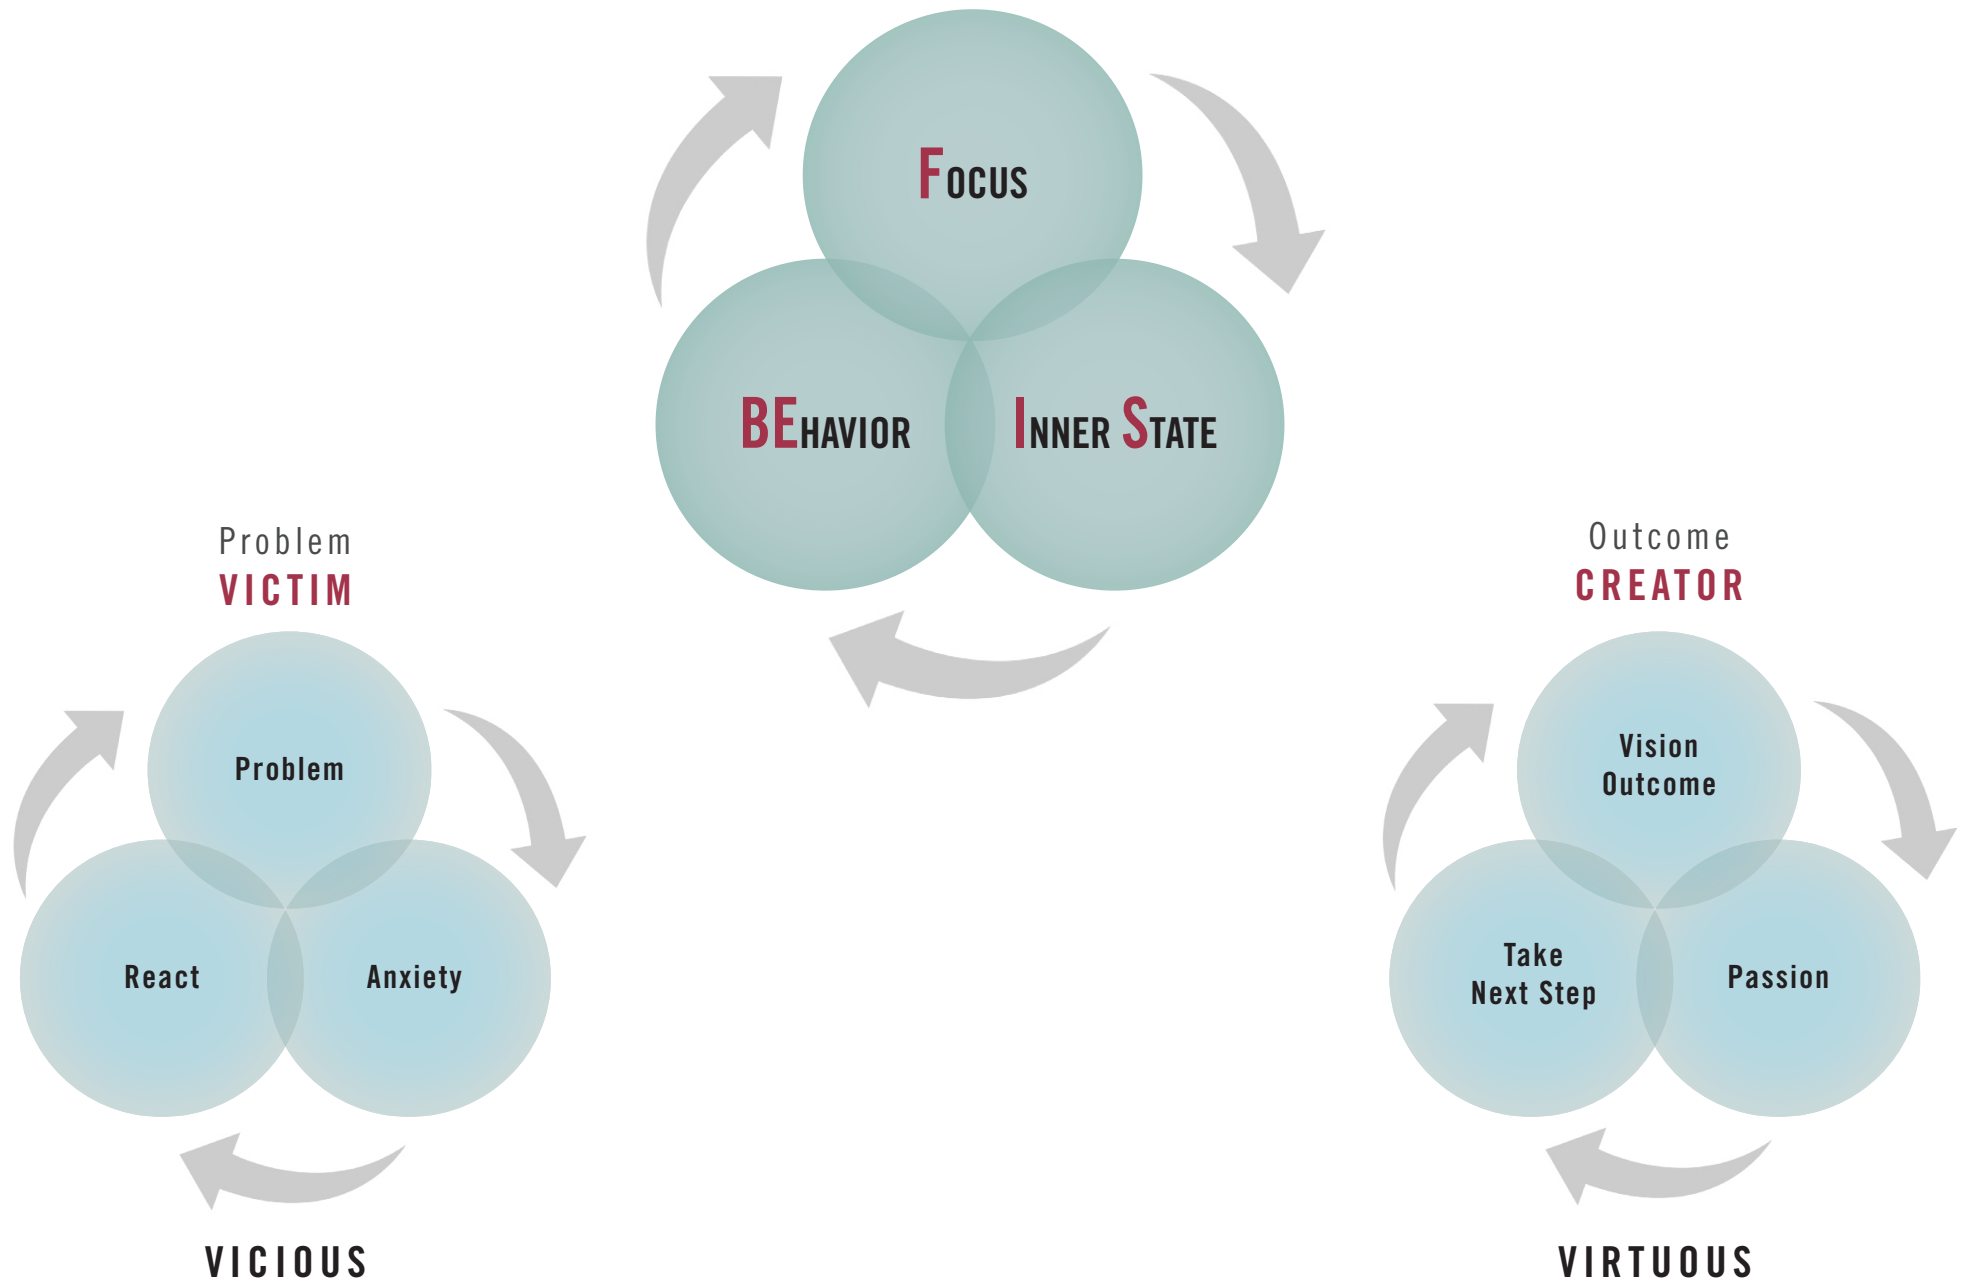 FOCUS
BEHAVIOR
INNER STATE
Problem
VICTIM
Problem
React
Anxiety
VICIOUS
Outcome
CREATOR
Vision
Outcome
Take
Next Step
Passion
VIRTUOUS